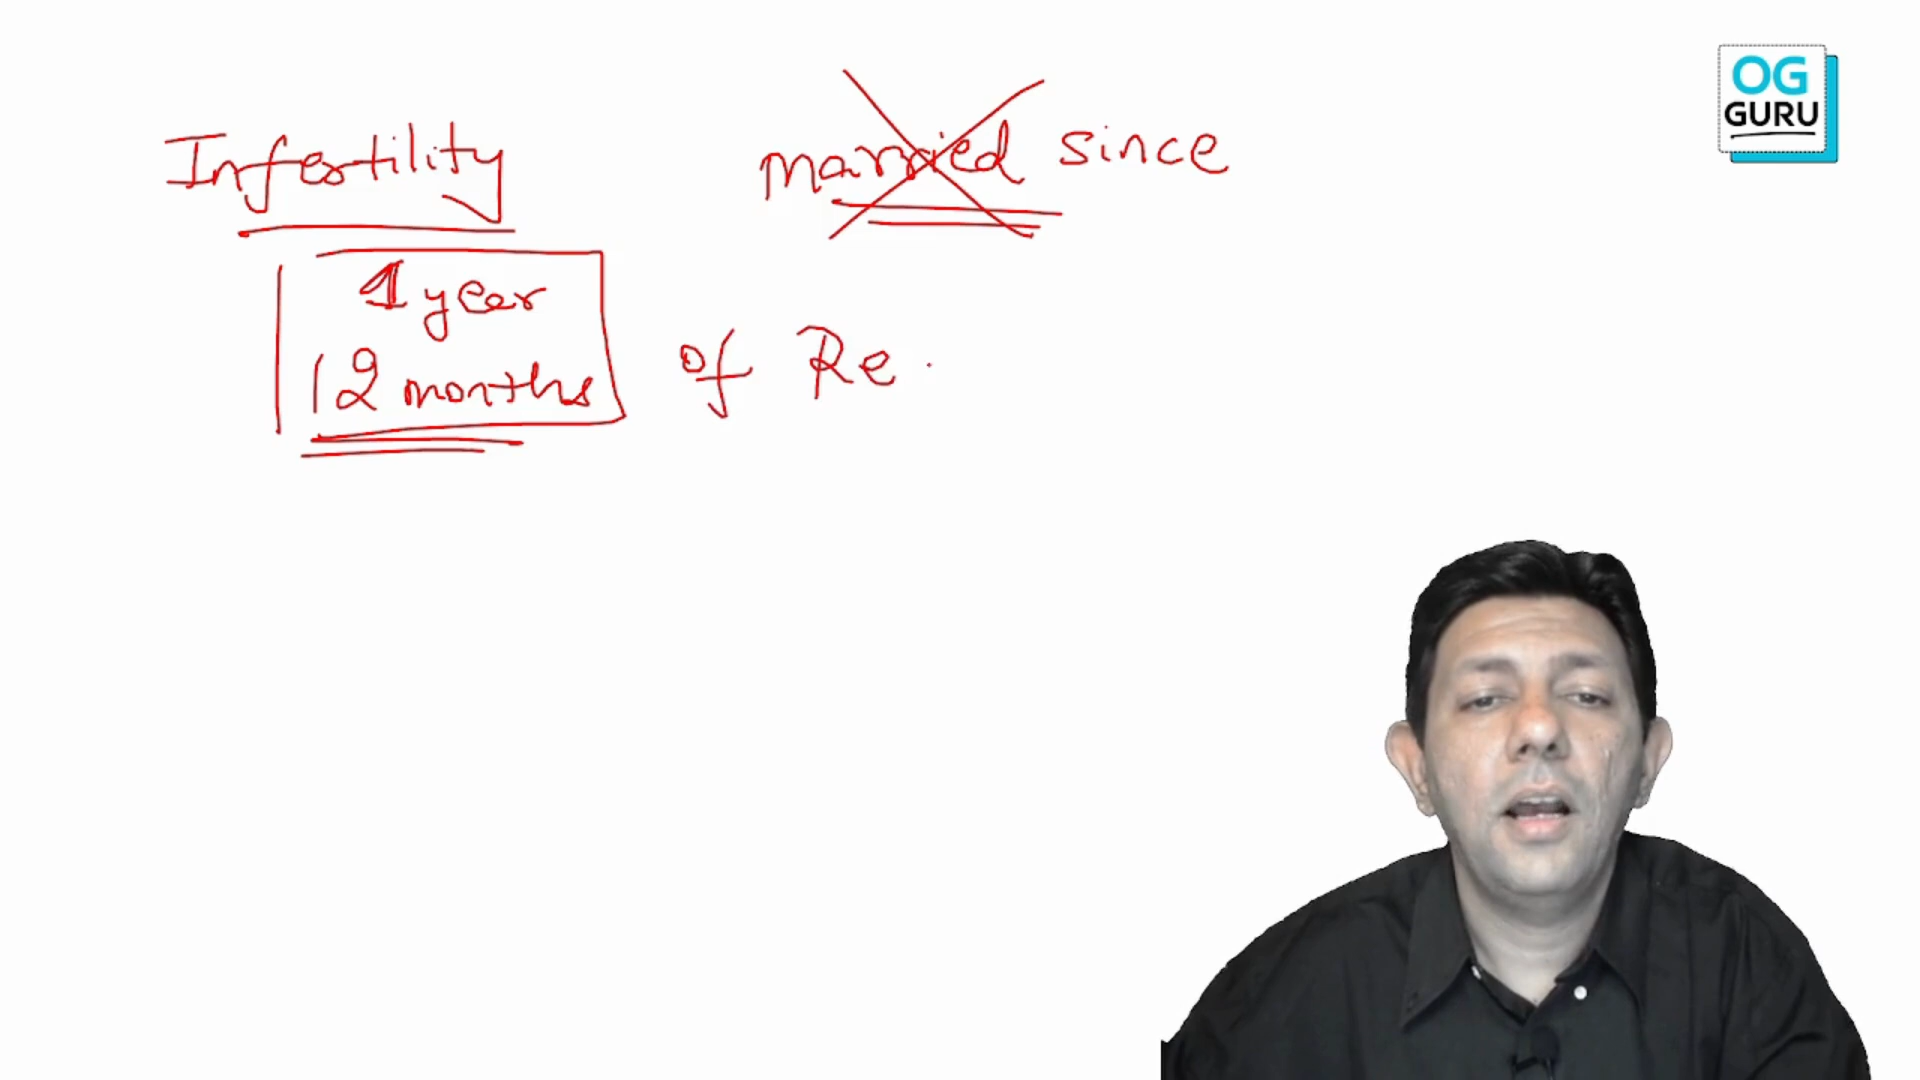 Infertility
married since
1 year
12 months of Re
OG
GURU